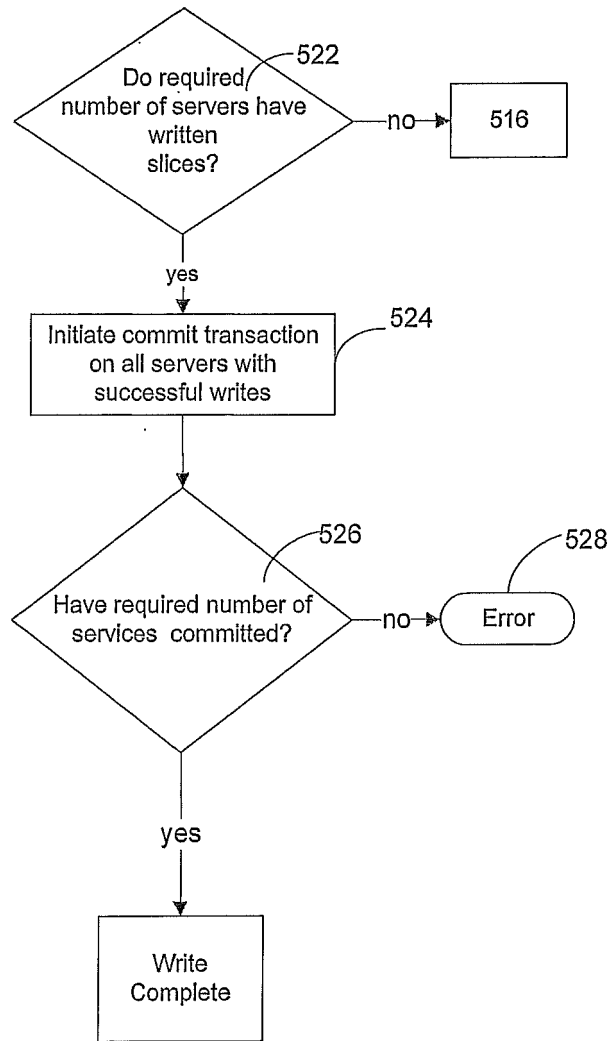 522
Do required
number of servers have
written
slices?
no
516
yes
Initiate commit transaction
on all servers with
successful writes
524
526
528
Have required number of
services committed?
no
Error
yes
Write
Complete